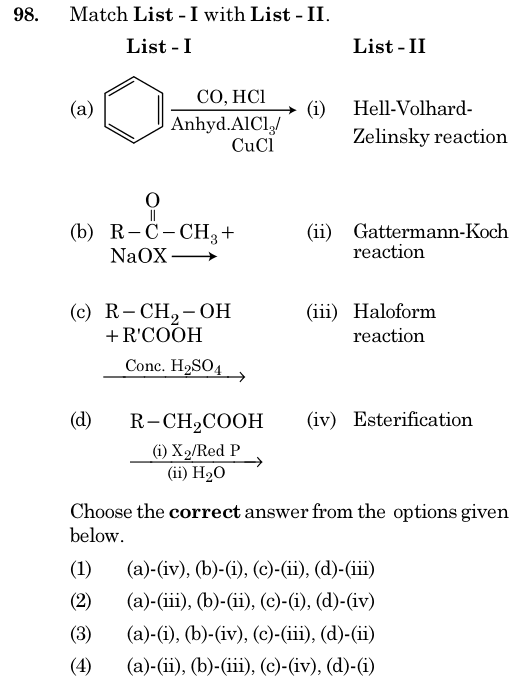 98. Match List - I with List - II.
List - I List - II
(a) CO, HCl (i) Hell-Volhard-
Anhyd.AlCl₃/ Zelinsky reaction
CuCl
O
(b) R – C – CH₃ + (ii) Gattermann-Koch
NaOX reaction
(c) R – CH₂ – OH (iii) Haloform
+ R'COOH reaction
Conc. H₂SO₄
(d) R – CH₂COOH (iv) Esterification
(i) X₂/Red P
(ii) H₂O
Choose the correct answer from the options given
below.
(1) (a)-(iv), (b)-(i), (c)-(ii), (d)-(iii)
(2) (a)-(iii), (b)-(ii), (c)-(i), (d)-(iv)
(3) (a)-(i), (b)-(iv), (c)-(iii), (d)-(ii)
(4) (a)-(ii), (b)-(iii), (c)-(iv), (d)-(i)